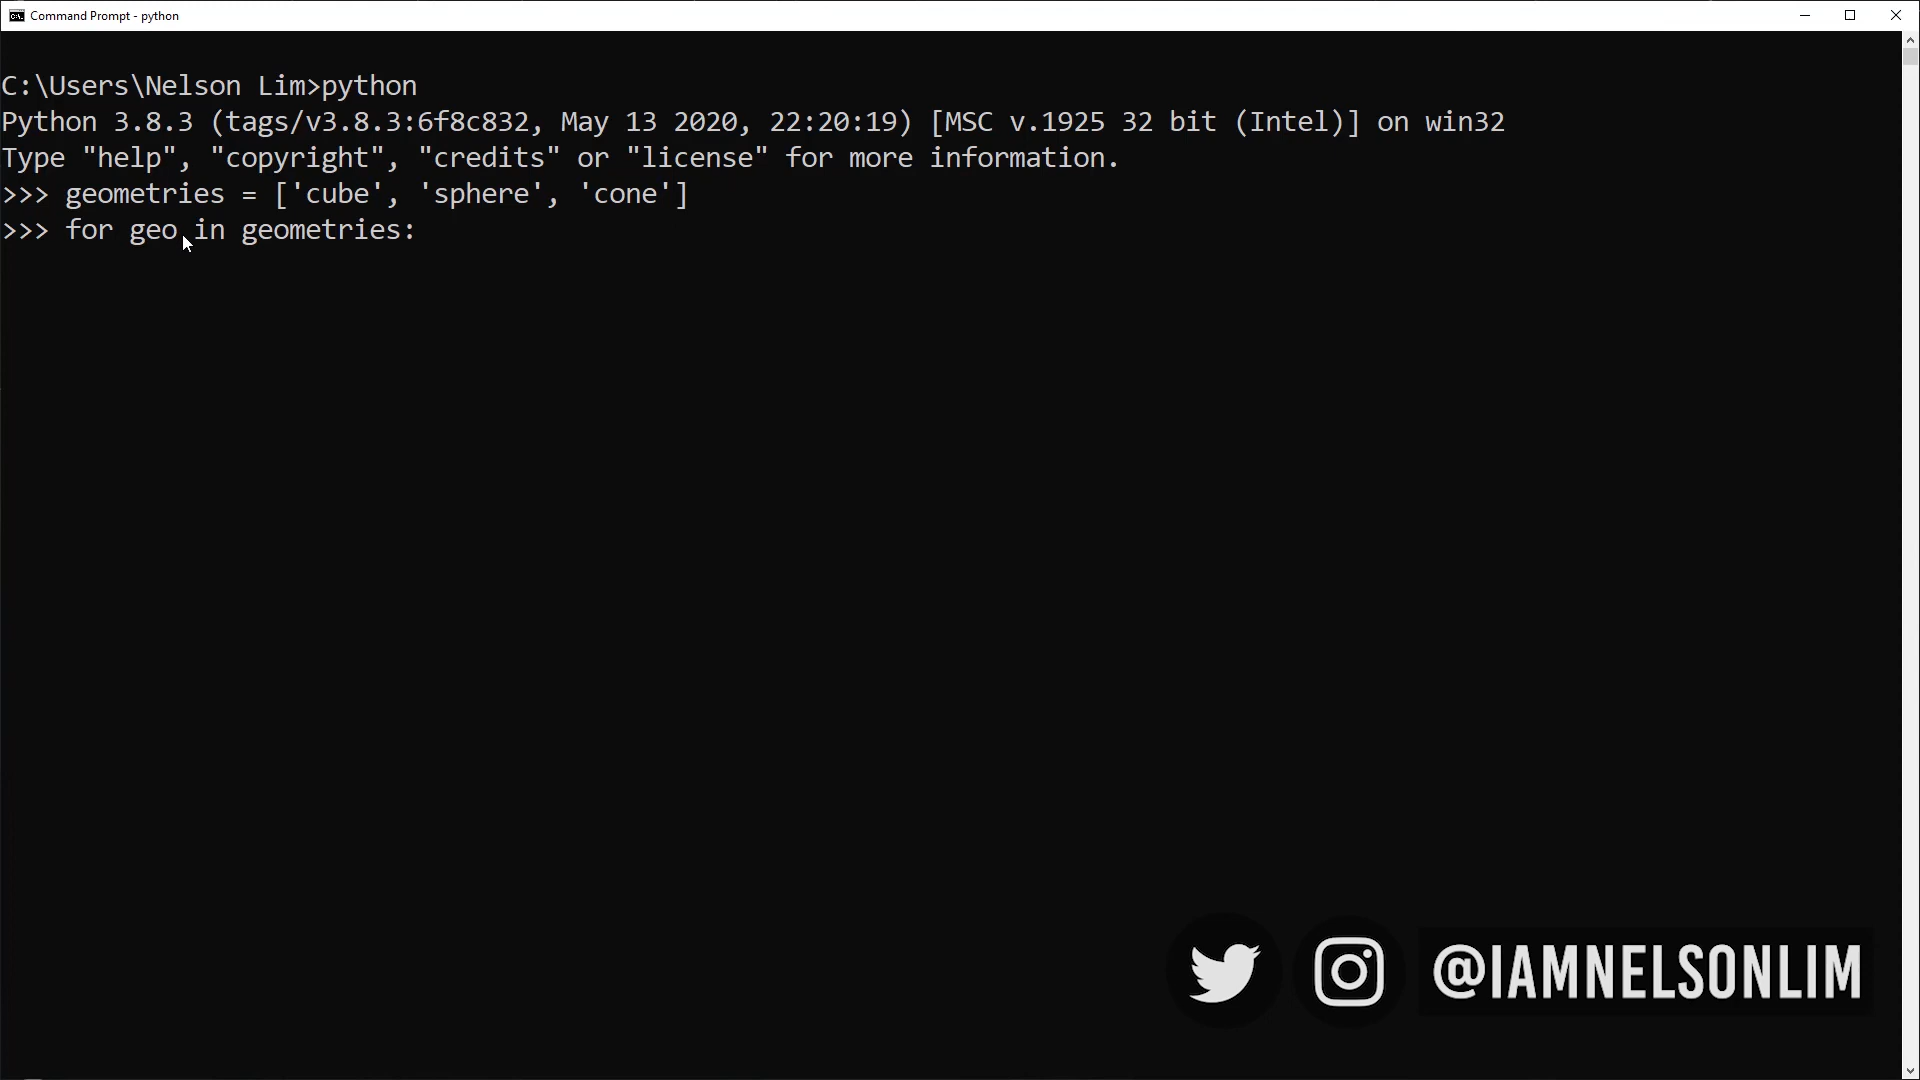 Command Prompt - python
C:\Users\Nelson Lim>python
Python 3.8.3 (tags/v3.8.3:6f8c832, May 13 2020, 22:20:19) [MSC v.1925 32 bit (Intel)] on win32
Type "help", "copyright", "credits" or "license" for more information.
>>> geometries = ['cube', 'sphere', 'cone']
>>> for geo in geometries:
@IAMNELSONLIM